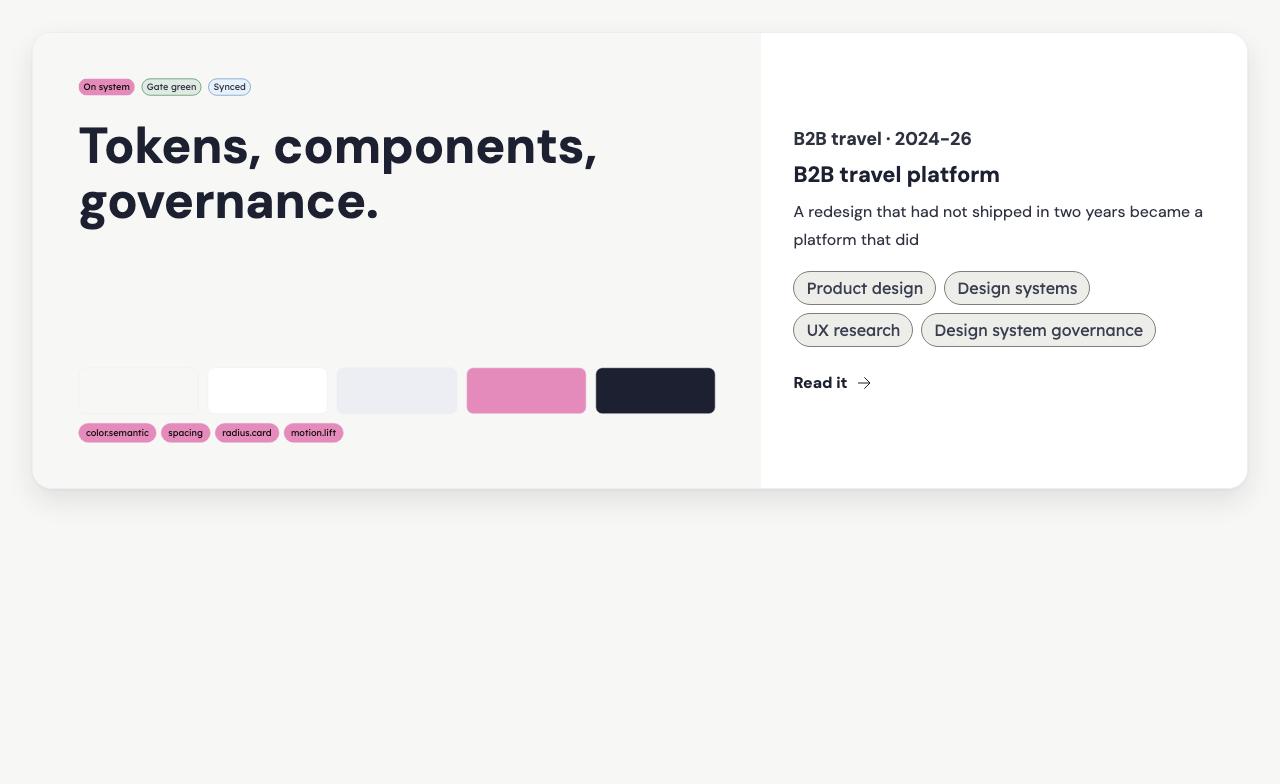 On system Gate green Synced
Tokens, components,
governance.
color.semantic spacing radius.card motion.lift
B2B travel · 2024–26
B2B travel platform
A redesign that had not shipped in two years became a
platform that did
Product design Design systems
UX research Design system governance
Read it